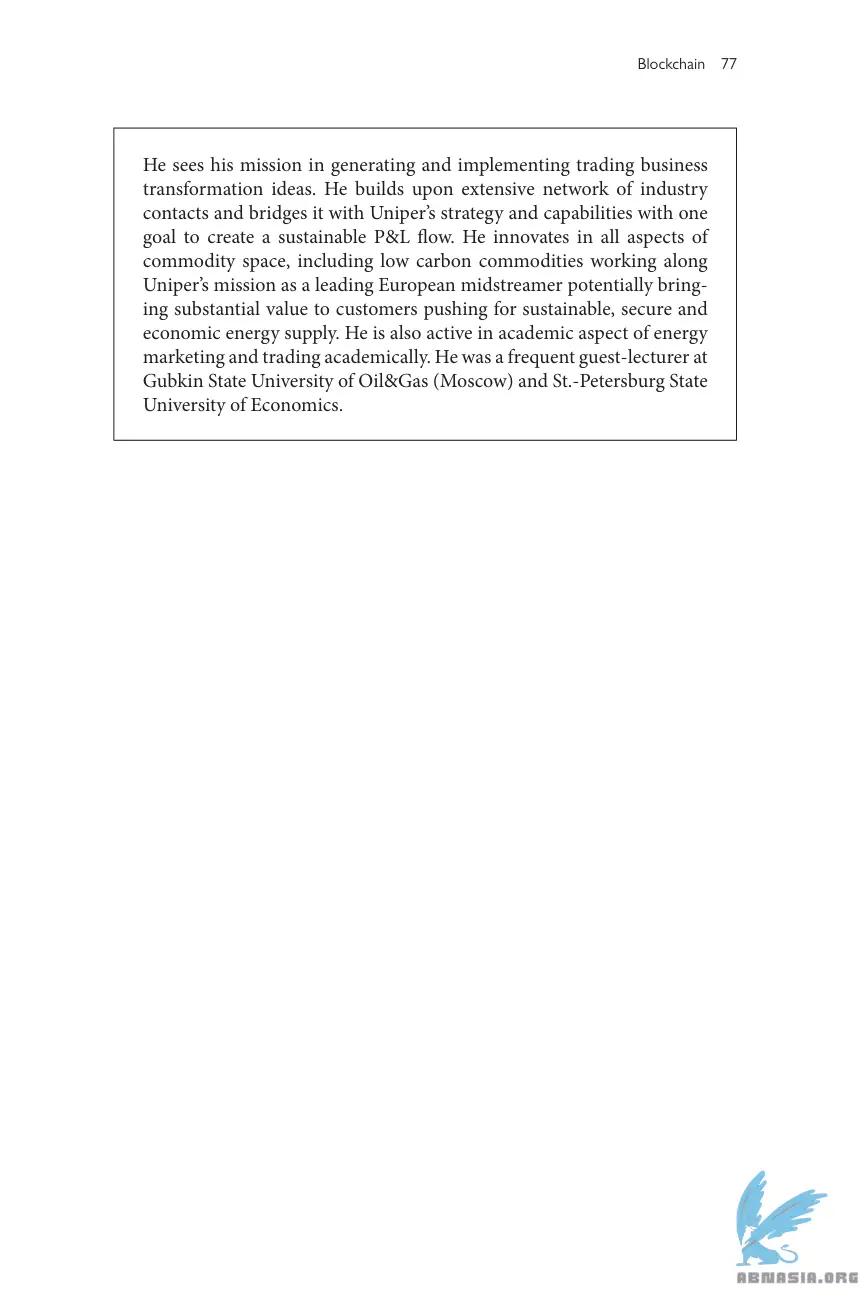 Blockchain 77
He sees his mission in generating and implementing trading business
transformation ideas. He builds upon extensive network of industry
contacts and bridges it with Uniper’s strategy and capabilities with one
goal to create a sustainable P&L flow. He innovates in all aspects of
commodity space, including low carbon commodities working along
Uniper’s mission as a leading European midstreamer potentially bring-
ing substantial value to customers pushing for sustainable, secure and
economic energy supply. He is also active in academic aspect of energy
marketing and trading academically. He was a frequent guest-lecturer at
Gubkin State University of Oil&Gas (Moscow) and St.-Petersburg State
University of Economics.
ABNASIA.ORG